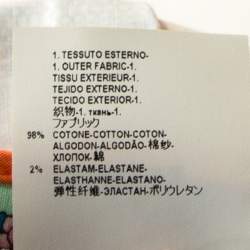 1. TESSUTO ESTERNO-
1. OUTER FABRIC-1.
TISSU EXTERIEUR-1.
TEJIDO EXTERNO-1.
TECIDO EXTERIOR-1.
织物-1. ткань-1.
ファブリック
98% COTONE-COTTON-COTON-
ALGODON-ALGODÃO-棉纱-
ХЛОПОК-綿
2% ELASTAM-ELASTANE-
ELASTHANNE-ELASTANO-
弹性纤维-ЭЛАСТАН-ポリウレタン